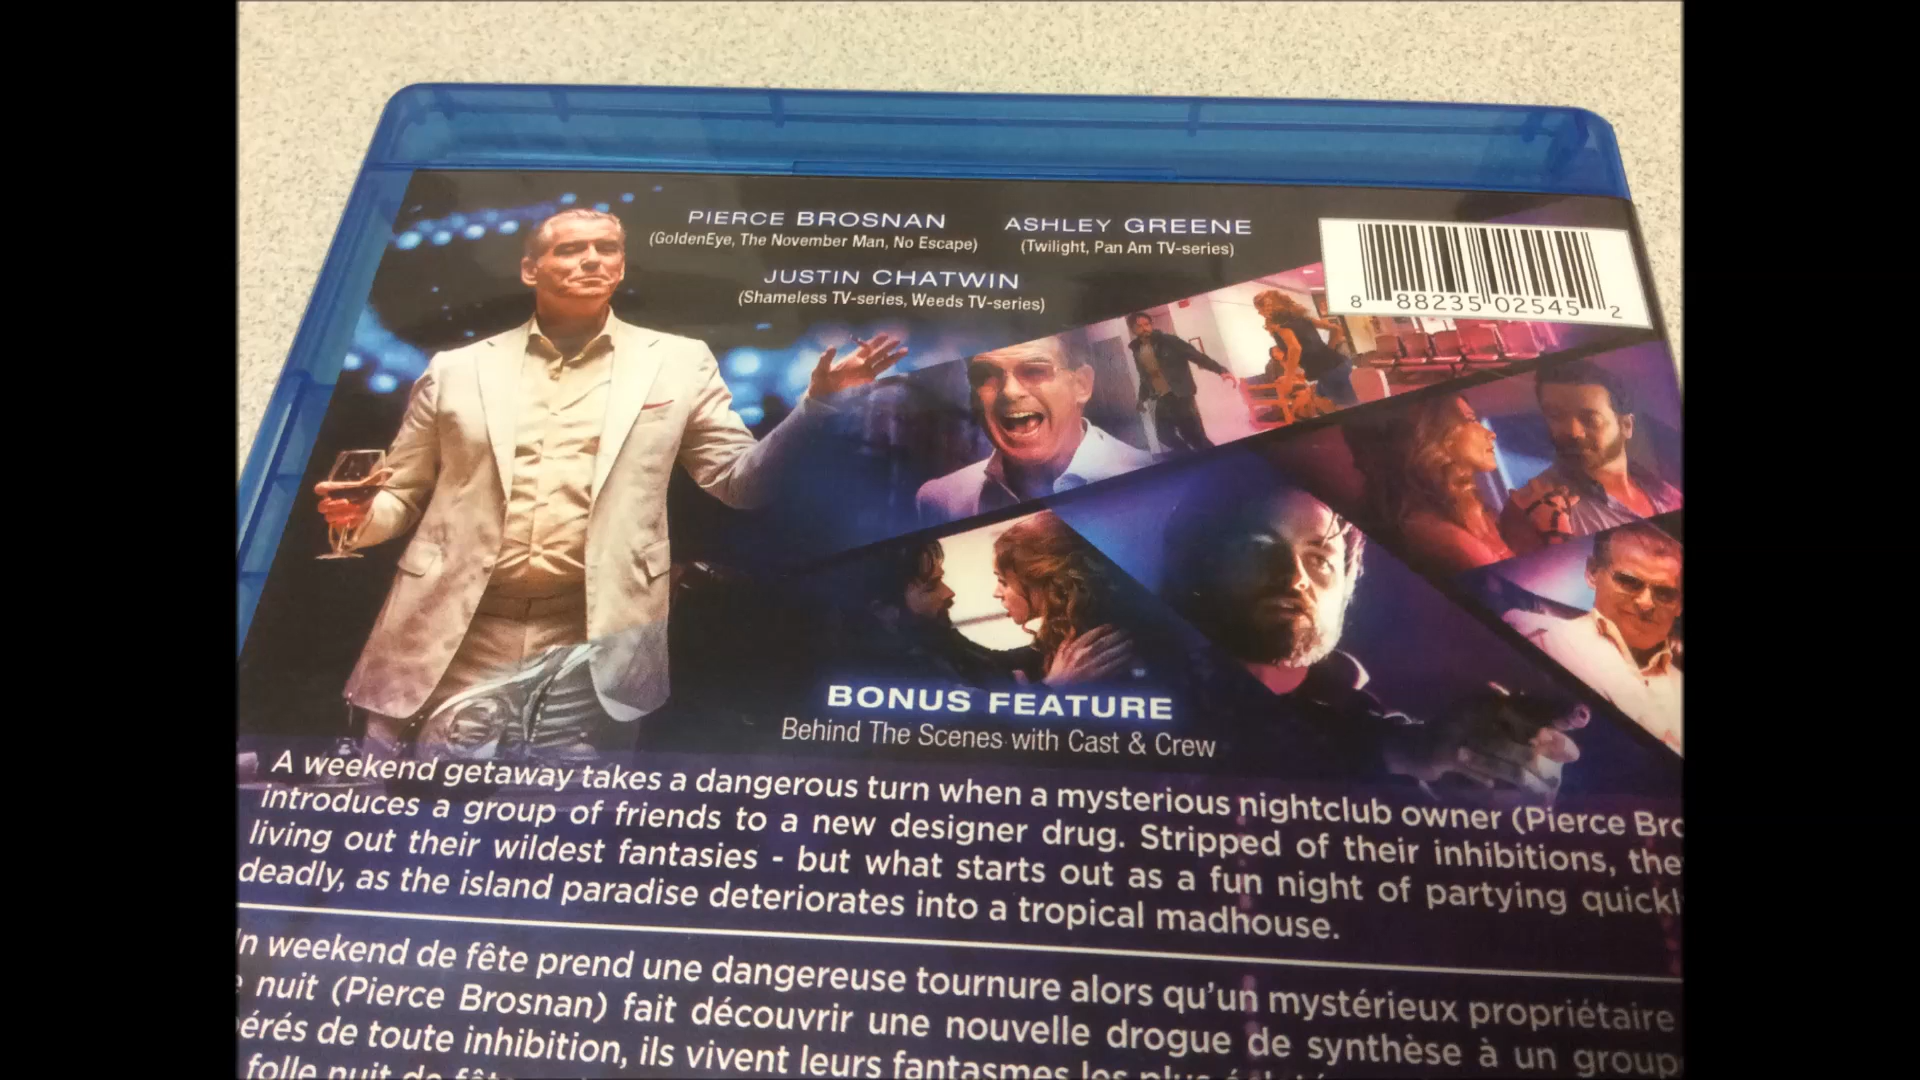 PIERCE BROSNAN
(GoldenEye, The November Man, No Escape)
ASHLEY GREENE
(Twilight, Pan Am TV-series)
JUSTIN CHATWIN
(Shameless TV-series, Weeds TV-series)
8 88235 02545 2
BONUS FEATURE
Behind The Scenes with Cast & Crew
A weekend getaway takes a dangerous turn when a mysterious nightclub owner (Pierce
introduces a group of friends to a new designer drug. Stripped of their inhibitions,
living out their wildest fantasies - but what starts out as a fun night of partying
deadly, as the island paradise deteriorates into a tropical madhouse.
weekend de fête prend une dangereuse tournure alors qu'un mystérieux propriétaire
nuit (Pierce Brosnan) fait découvrir une nouvelle drogue de synthèse à un
de toute inhibition, ils vivent leurs fantasmes les plus
folle nuit de